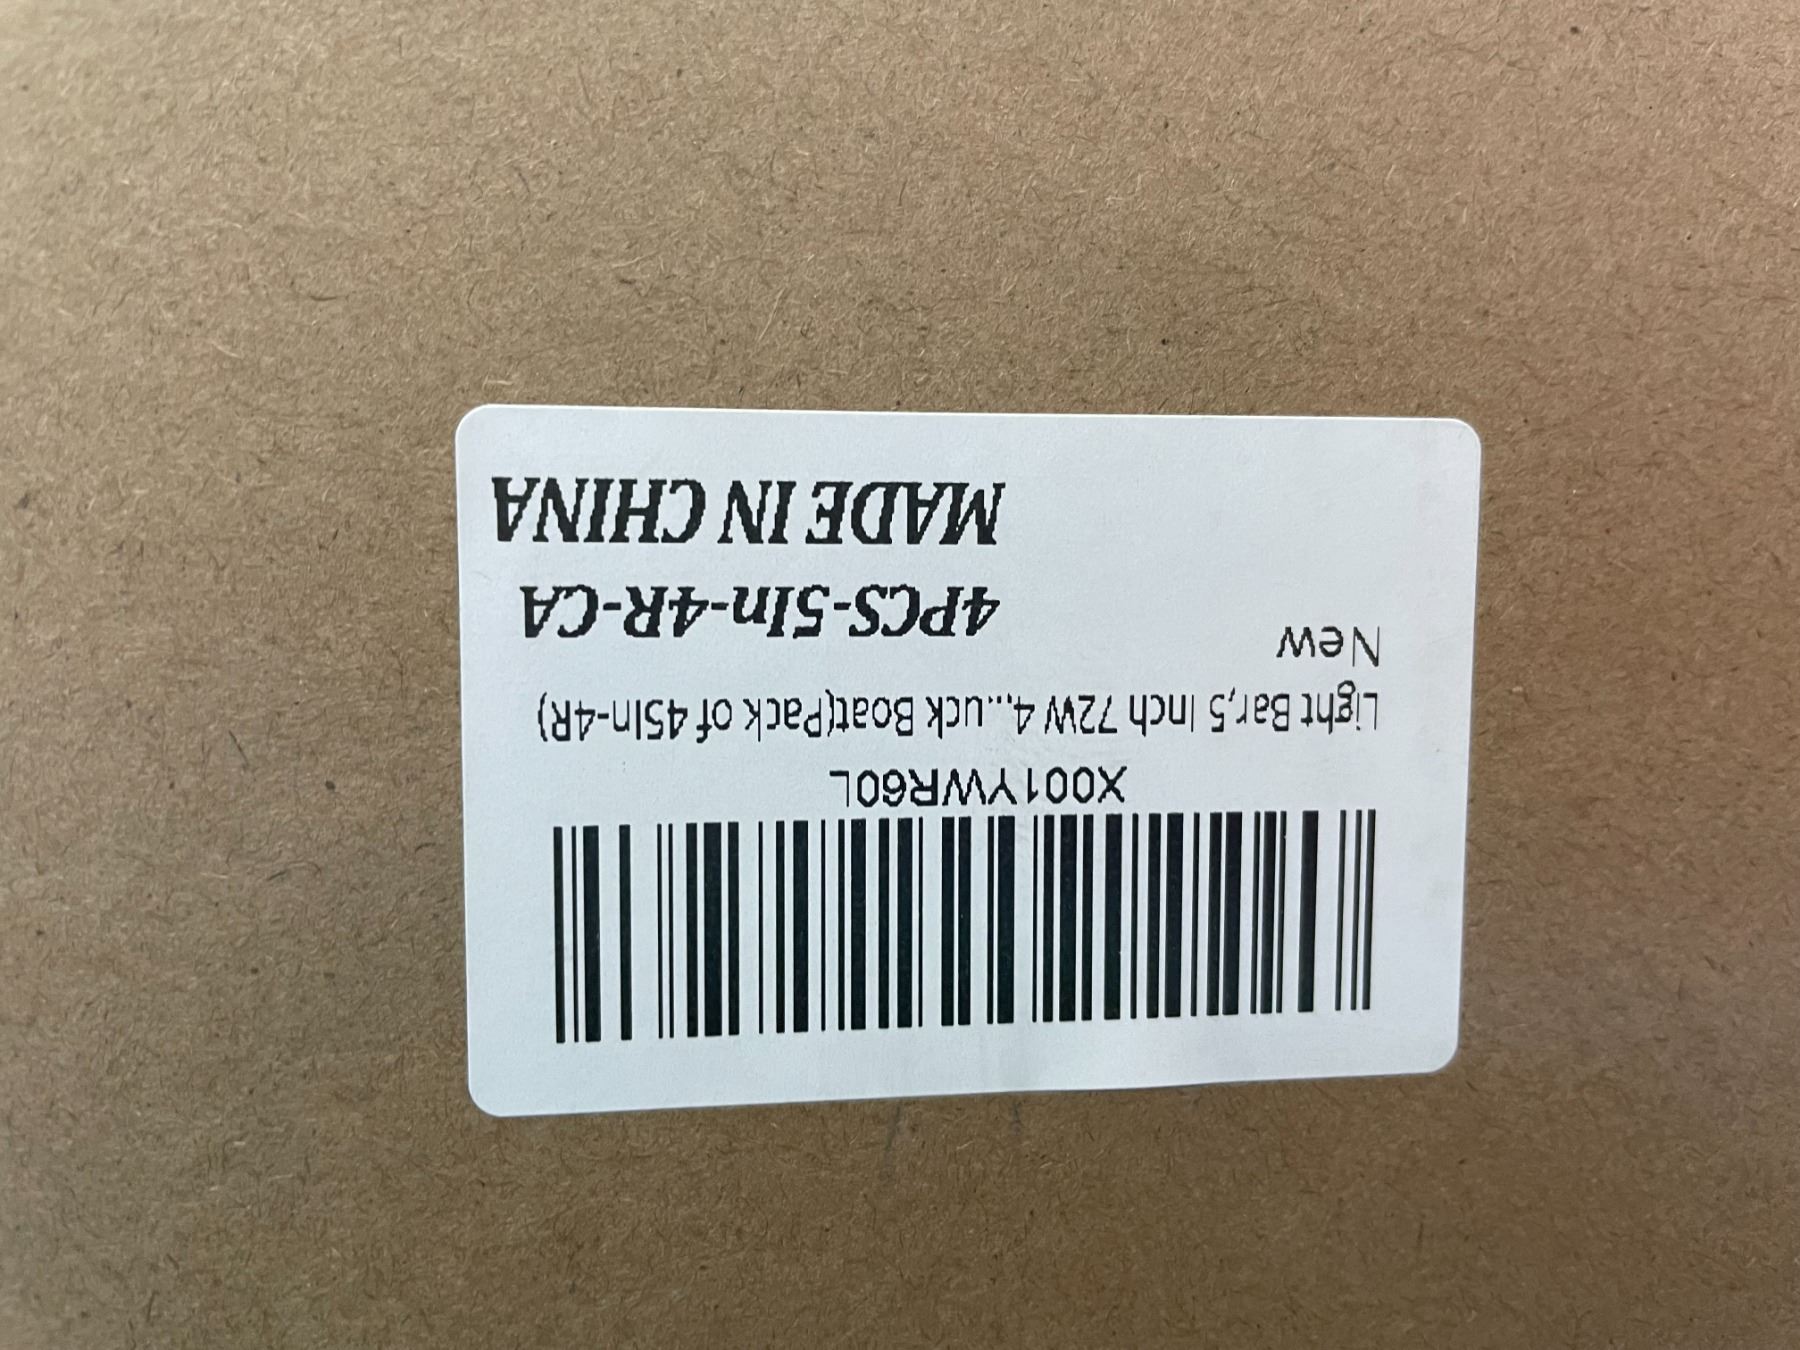 X001YWR60L
Light Bar,5 Inch 72W 4,...uck Boat(Pack of 45In-4R)
New
4PCS-5In-4R-CA
MADE IN CHINA